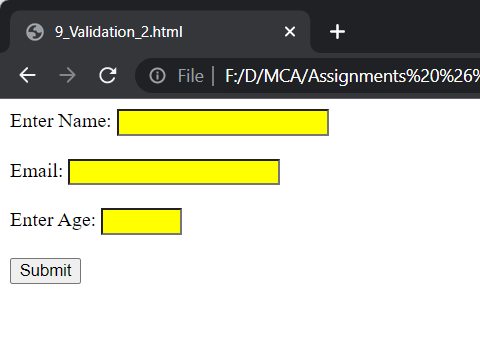 9_Validation_2.html
File F:/D/MCA/Assignments%20%26%
Enter Name:
Email:
Enter Age:
Submit